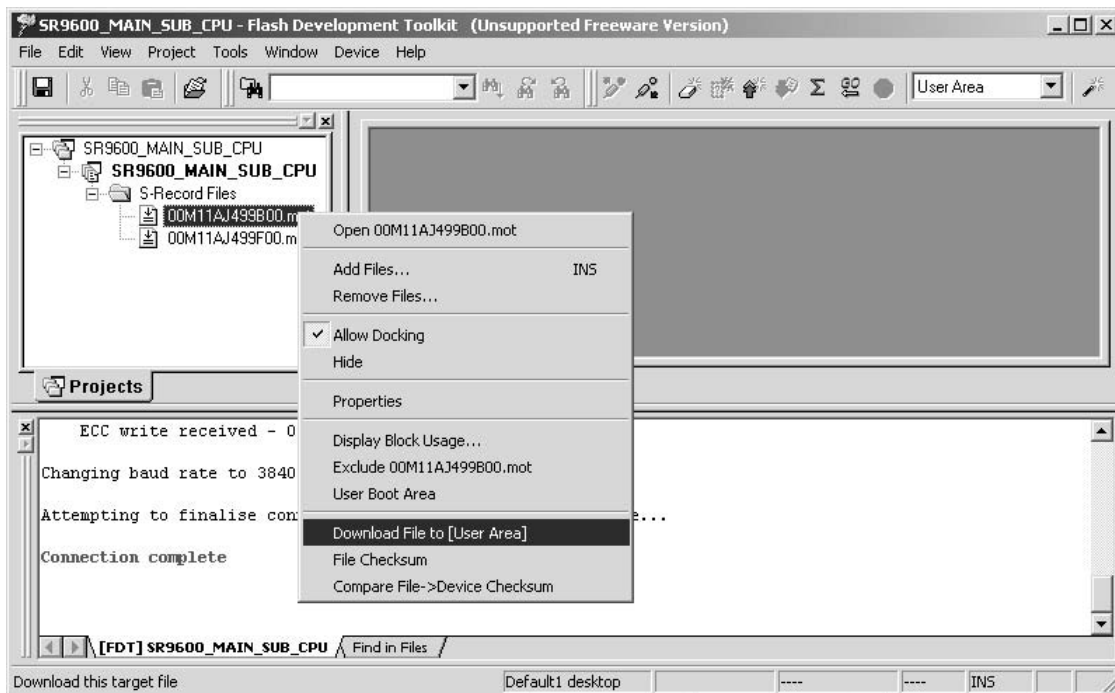 SR9600_MAIN_SUB_CPU - Flash Development Toolkit (Unsupported Freeware Version)
File Edit View Project Tools Window Device Help
User Area
SR9600_MAIN_SUB_CPU
SR9600_MAIN_SUB_CPU
S-Record Files
00M11AJ499B00.m
00M11AJ499F00.m
Projects
Open 00M11AJ499B00.mot
Add Files... INS
Remove Files...
Allow Docking
Hide
Properties
Display Block Usage...
Exclude 00M11AJ499B00.mot
User Boot Area
Download File to [User Area]
File Checksum
Compare File->Device Checksum
ECC write received - 0
Changing baud rate to 3840
Attempting to finalise con e...
Connection complete
[FDT] SR9600_MAIN_SUB_CPU Find in Files
Download this target file Default1 desktop ---- ---- INS